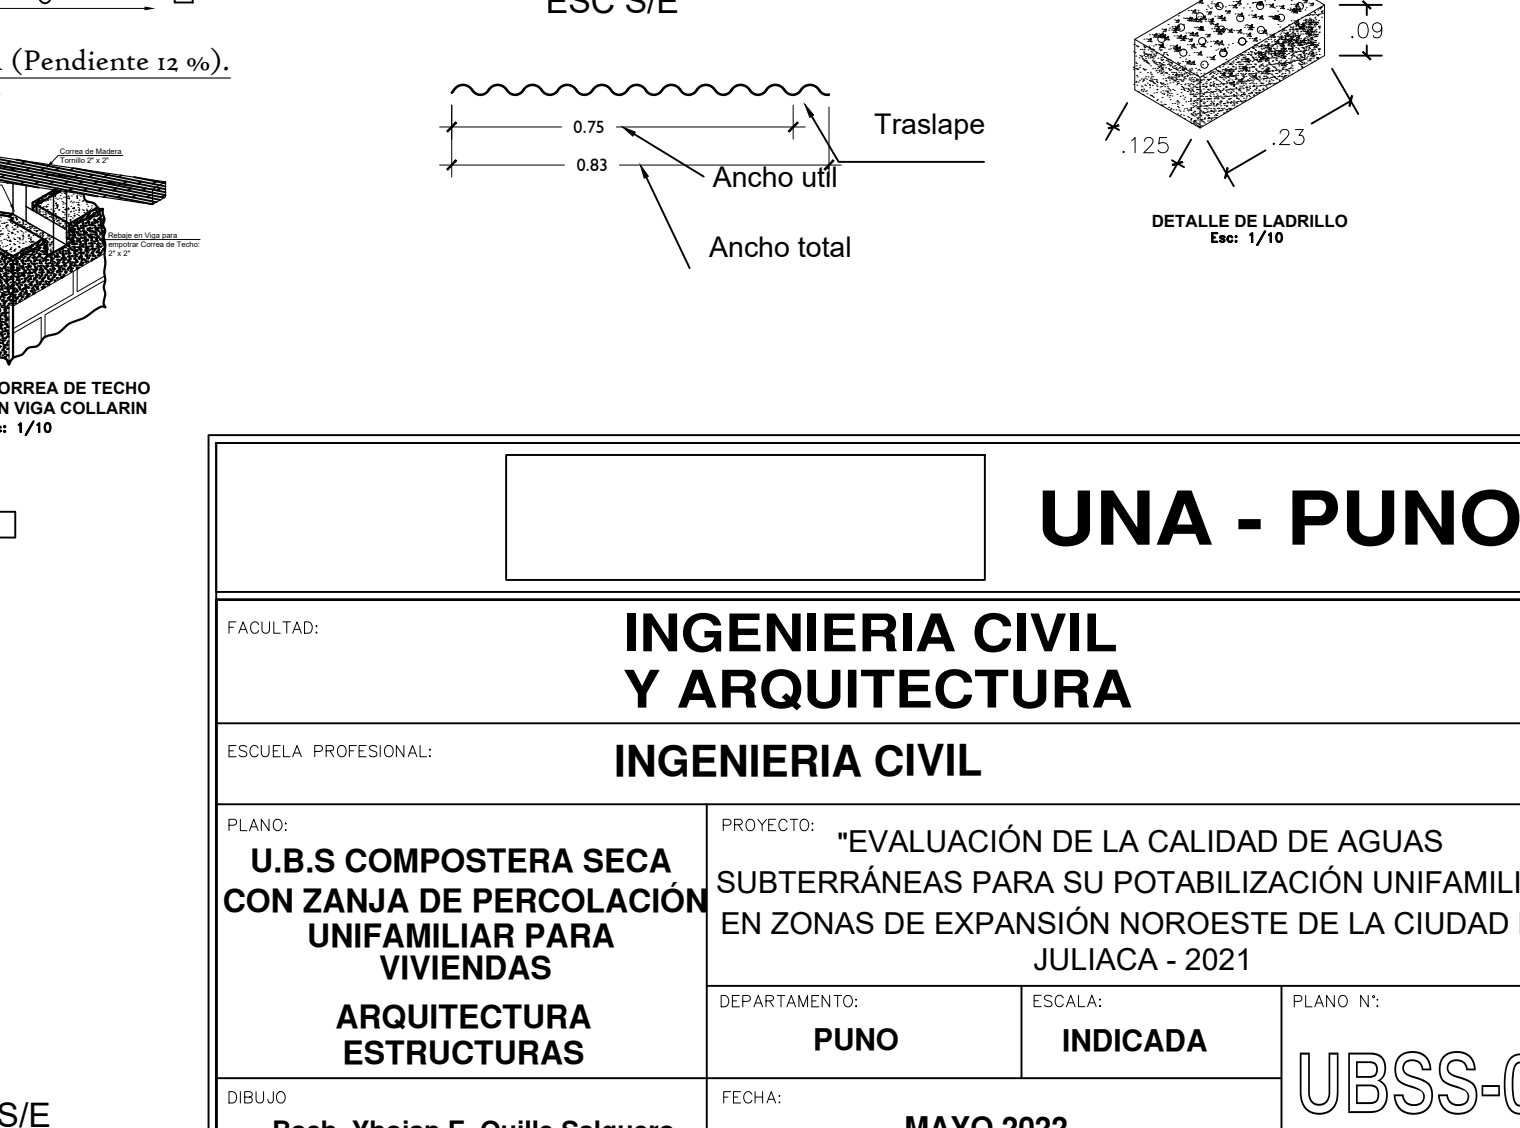 ESC S/E
(Pendiente 12 %).
.09
0.75
Traslape
0.83
Ancho util
Ancho total
.125
.23
DETALLE DE LADRILLO
Esc: 1/10
Correa de Madera
Tornillo 2" x 2"
Rebaje en Viga para
empotrar Correa de Techo:
2" x 2"
ORREA DE TECHO
N VIGA COLLARIN
: 1/10
UNA - PUNO
FACULTAD:
INGENIERIA CIVIL
Y ARQUITECTURA
ESCUELA PROFESIONAL:
INGENIERIA CIVIL
PLANO:
U.B.S COMPOSTERA SECA
CON ZANJA DE PERCOLACIÓN
UNIFAMILIAR PARA
VIVIENDAS
ARQUITECTURA
ESTRUCTURAS
PROYECTO:
"EVALUACIÓN DE LA CALIDAD DE AGUAS
SUBTERRÁNEAS PARA SU POTABILIZACIÓN UNIFAMILI
EN ZONAS DE EXPANSIÓN NOROESTE DE LA CIUDAD
JULIACA - 2021
DEPARTAMENTO:
PUNO
ESCALA:
INDICADA
PLANO N°:
UBSS-0
DIBUJO
Bach. Yhojan F. Quille Salguero
FECHA:
MAYO 2022
S/E